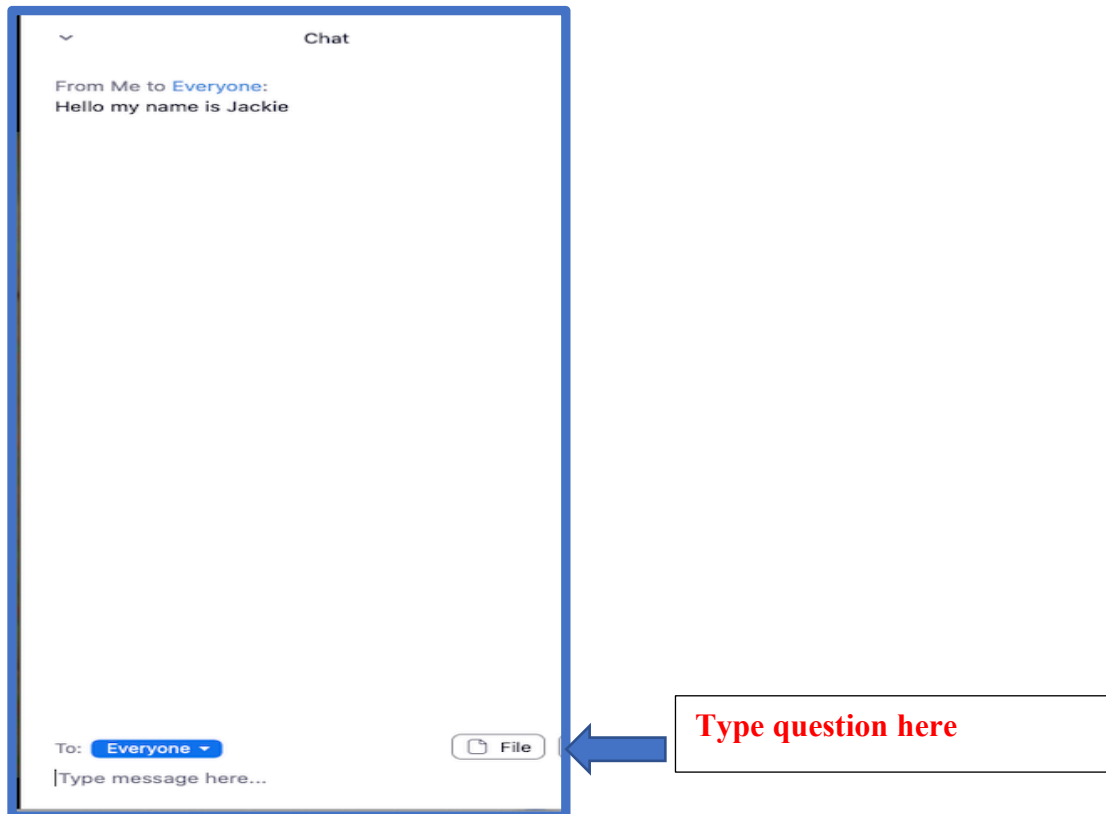 Chat
From Me to Everyone:
Hello my name is Jackie
To: Everyone
File
Type message here...
Type question here